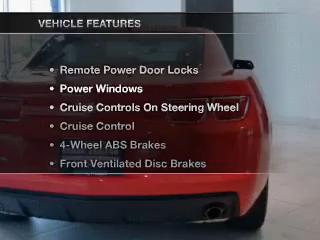 VEHICLE FEATURES
• Remote Power Door Locks
• Power Windows
• Cruise Controls On Steering Wheel
• Cruise Control
• 4-Wheel ABS Brakes
• Front Ventilated Disc Brakes